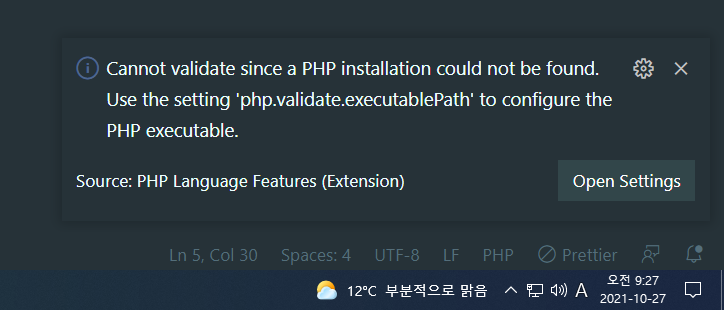 Cannot validate since a PHP installation could not be found.
Use the setting 'php.validate.executablePath' to configure the
PHP executable.
Source: PHP Language Features (Extension)
Open Settings
Ln 5, Col 30 Spaces: 4 UTF-8 LF PHP Prettier
12°C 부분적으로 맑음 A 오전 9:27
2021-10-27